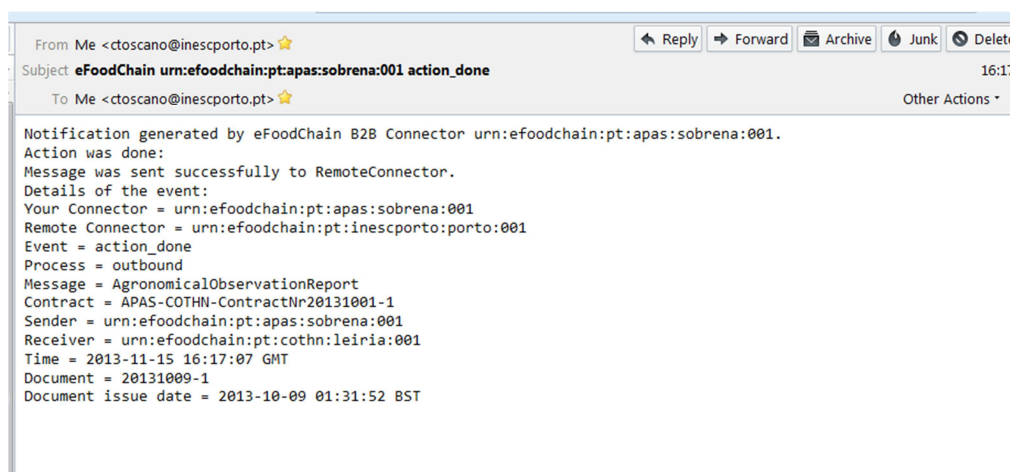 From Me <ctoscano@inescporto.pt>
Reply Forward Archive Junk Delete
Subject eFoodChain urn:efoodchain:pt:apas:sobrena:001 action_done 16:17
To Me <ctoscano@inescporto.pt> Other Actions
Notification generated by eFoodChain B2B Connector urn:efoodchain:pt:apas:sobrena:001.
Action was done:
Message was sent successfully to RemoteConnector.
Details of the event:
Your Connector = urn:efoodchain:pt:apas:sobrena:001
Remote Connector = urn:efoodchain:pt:inescporto:porto:001
Event = action_done
Process = outbound
Message = AgronomicalObservationReport
Contract = APAS-COTHN-ContractNr20131001-1
Sender = urn:efoodchain:pt:apas:sobrena:001
Receiver = urn:efoodchain:pt:cothn:leiria:001
Time = 2013-11-15 16:17:07 GMT
Document = 20131009-1
Document issue date = 2013-10-09 01:31:52 BST